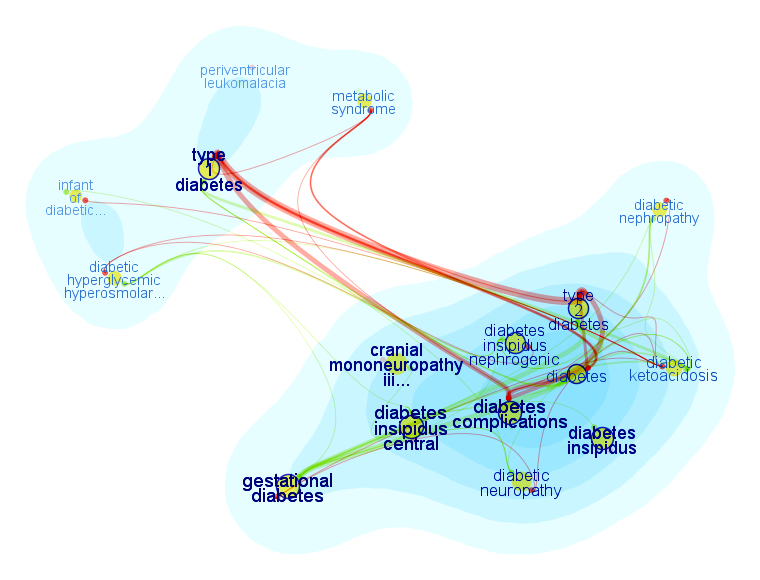 periventricular
leukomalacia
metabolic
syndrome
type
1
diabetes
infant
of
diabetic...
diabetic
nephropathy
diabetic
hyperglycemic
hyperosmolar...
type
2
diabetes
diabetes
insipidus
nephrogenic
cranial
mononeuropathy
iii...
diabetic
ketoacidosis
diabetes
diabetes
complications
diabetes
insipidus
central
diabetes
insipidus
gestational
diabetes
diabetic
neuropathy